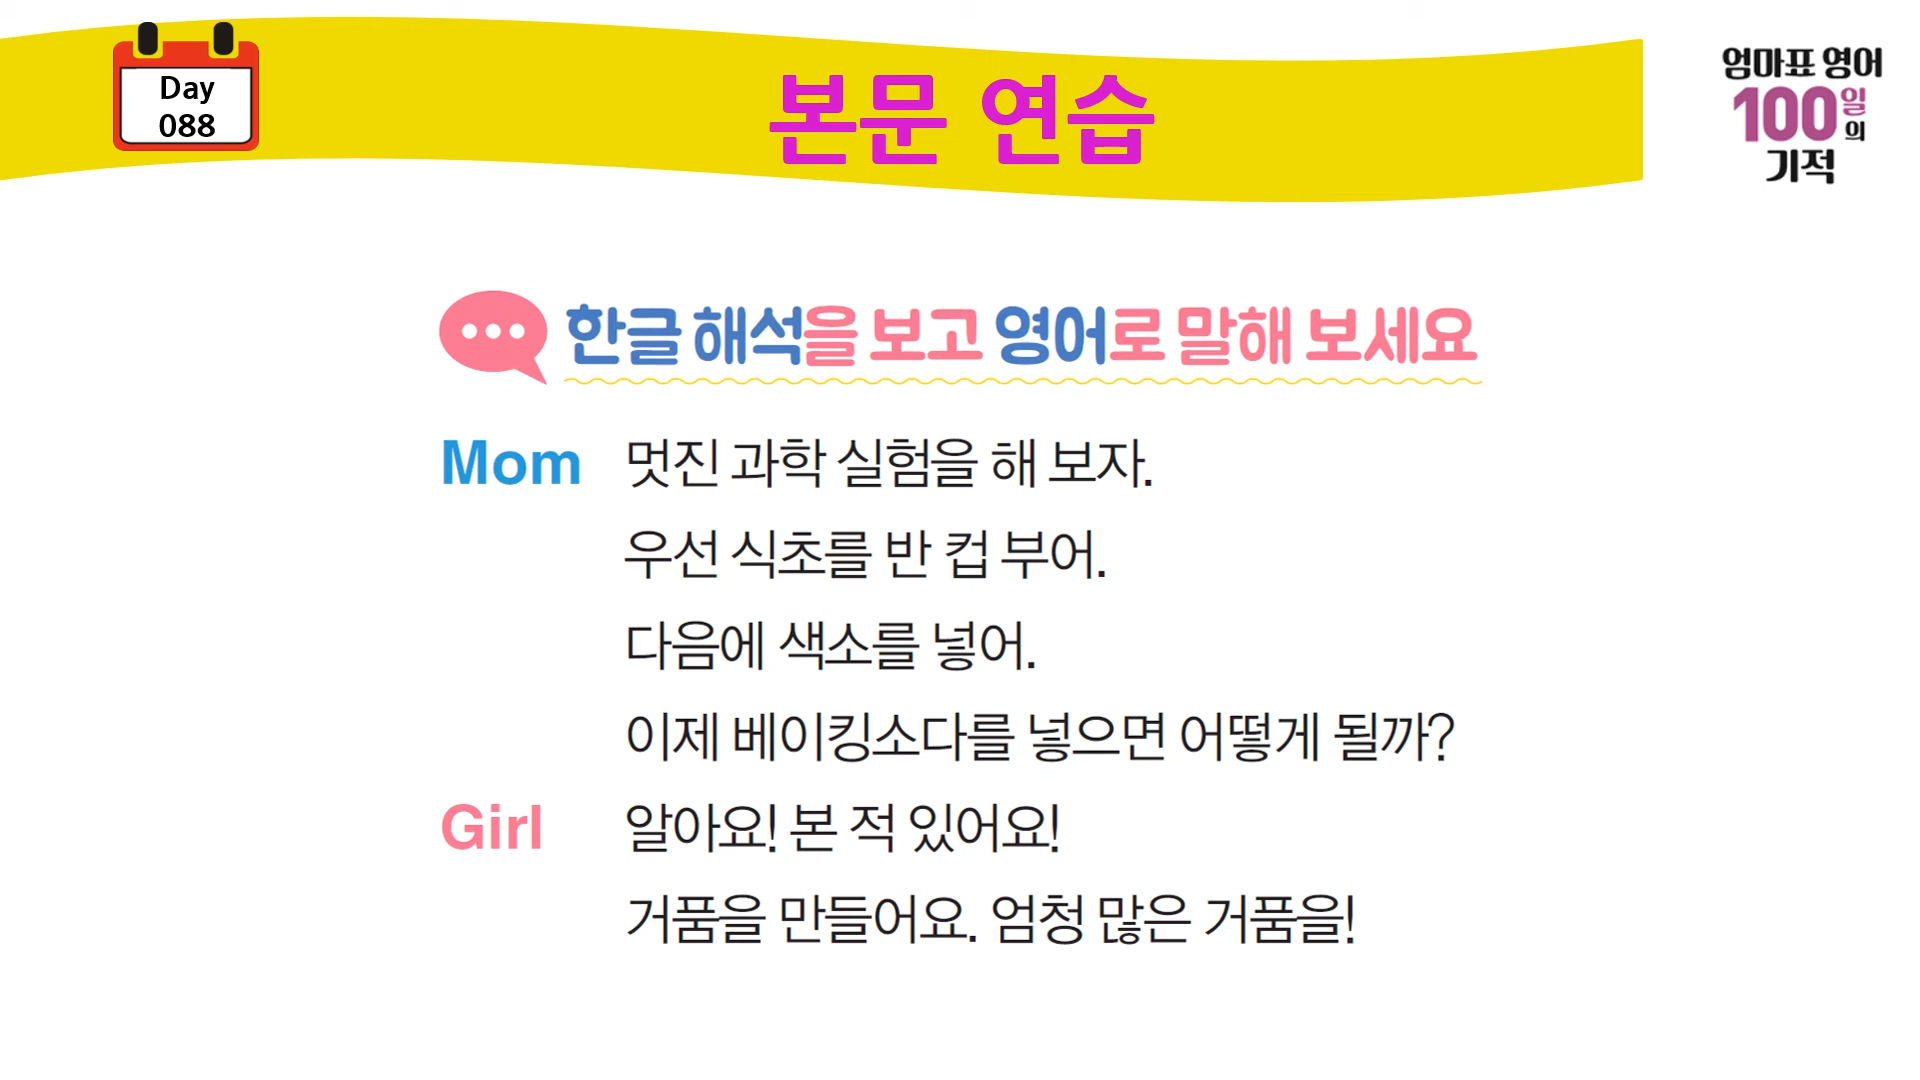 Day
088
본문 연습
엄마표 영어
100일의
기적
한글 해석을 보고 영어로 말해 보세요
Mom 멋진 과학 실험을 해 보자.
우선 식초를 반 컵 부어.
다음에 색소를 넣어.
이제 베이킹소다를 넣으면 어떻게 될까?
Girl 알아요! 본 적 있어요!
거품을 만들어요. 엄청 많은 거품을!